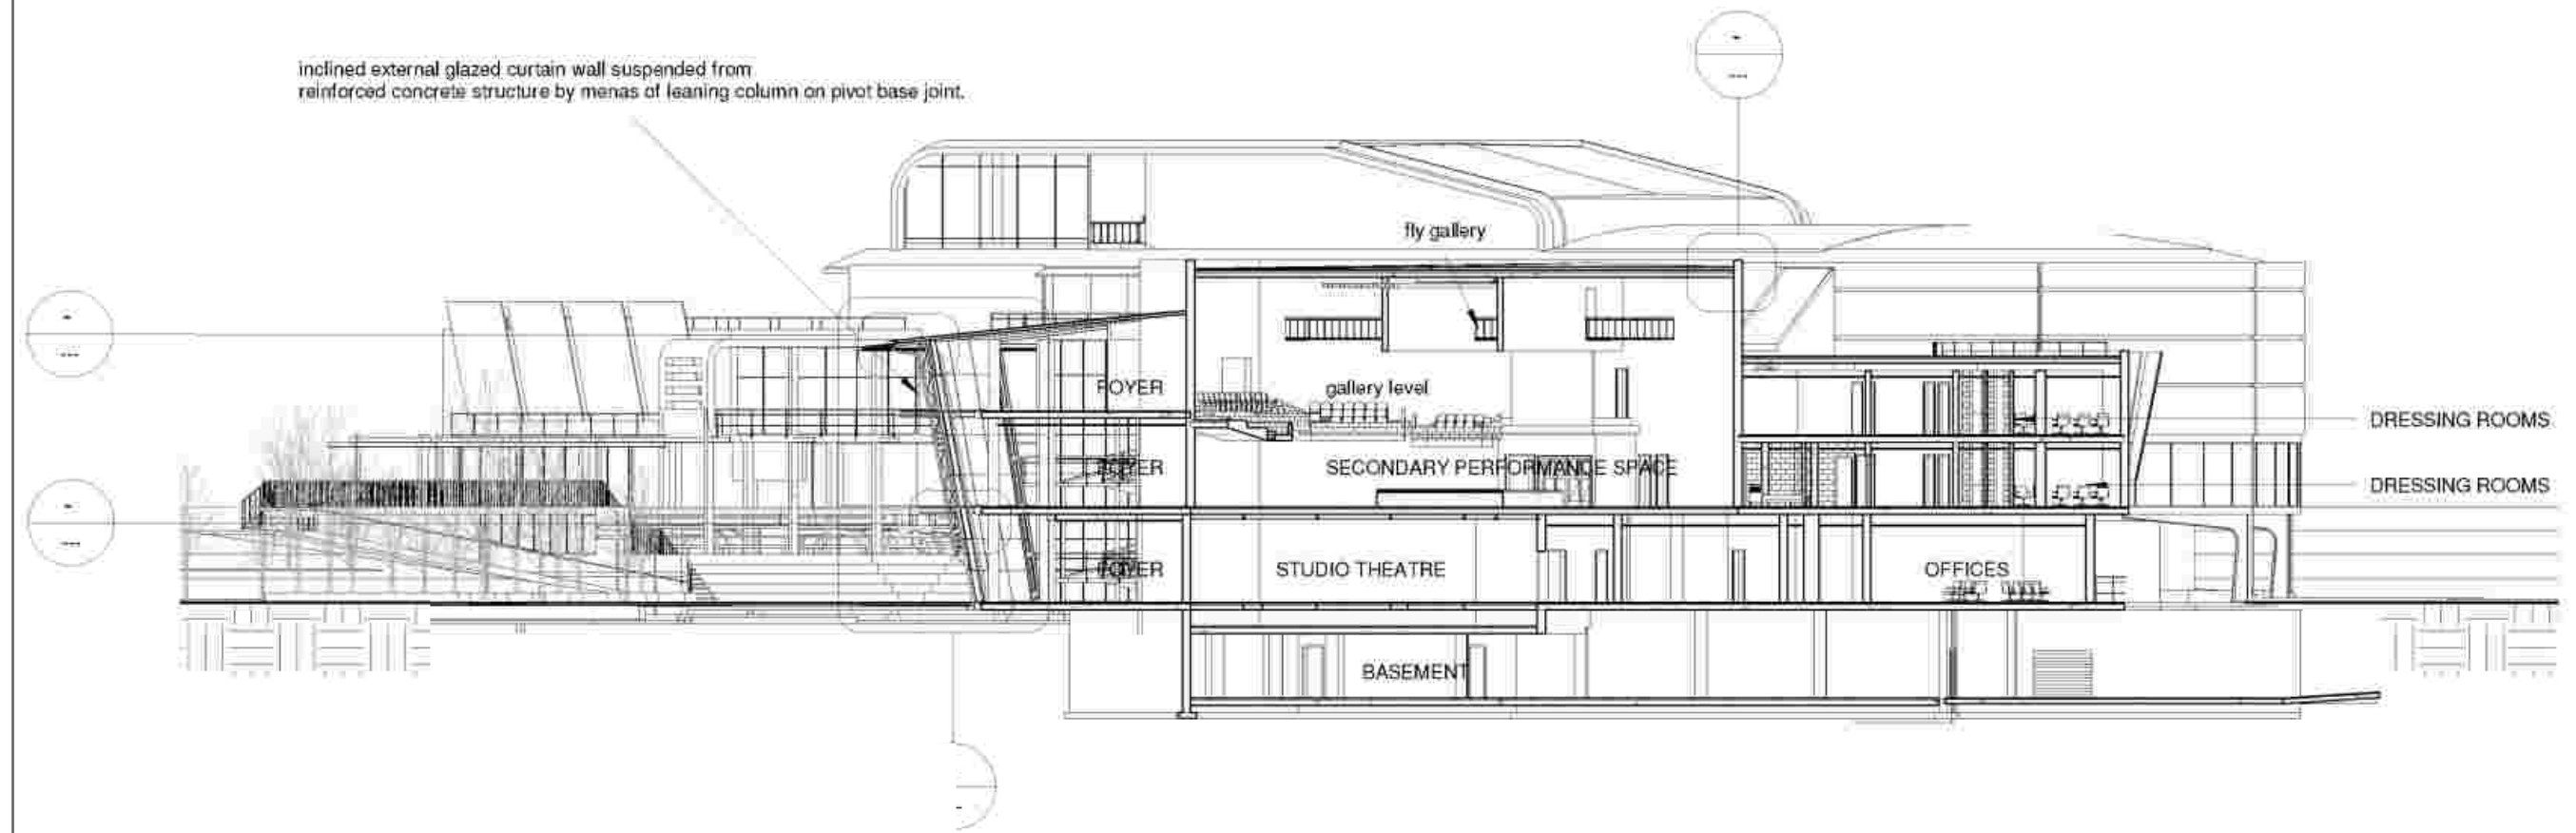 inclined external glazed curtain wall suspended from
reinforced concrete structure by menas of leaning column on pivot base joint.
fly gallery
FOYER
gallery level
DRESSING ROOMS
FOYER
SECONDARY PERFORMANCE SPACE
DRESSING ROOMS
FOYER
STUDIO THEATRE
OFFICES
BASEMENT